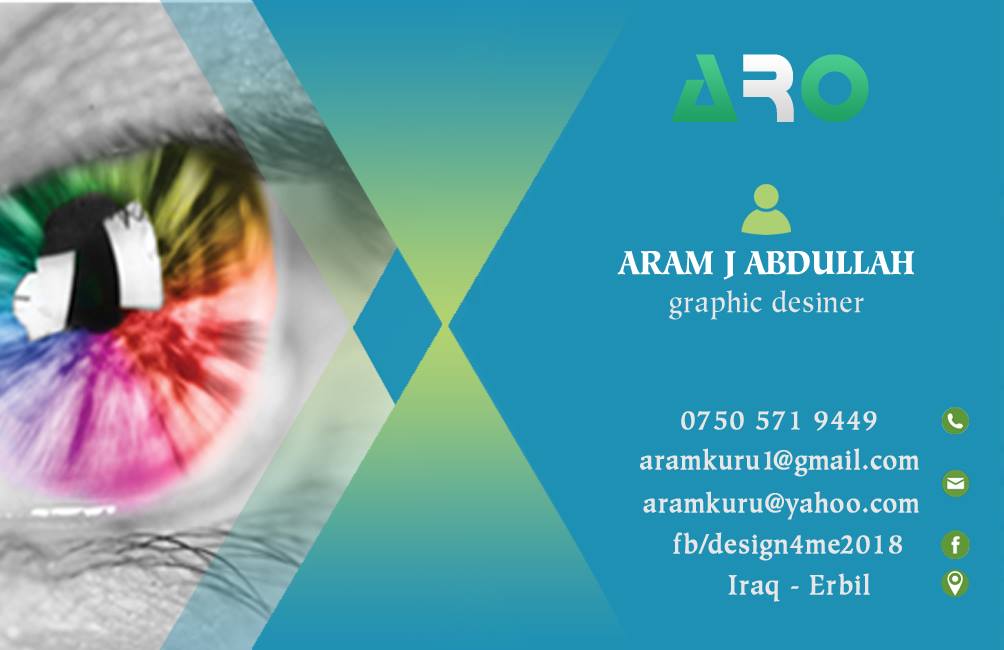 ARO
ARAM J ABDULLAH
graphic desiner
0750 571 9449
aramkuru1@gmail.com
aramkuru@yahoo.com
fb/design4me2018
Iraq - Erbil